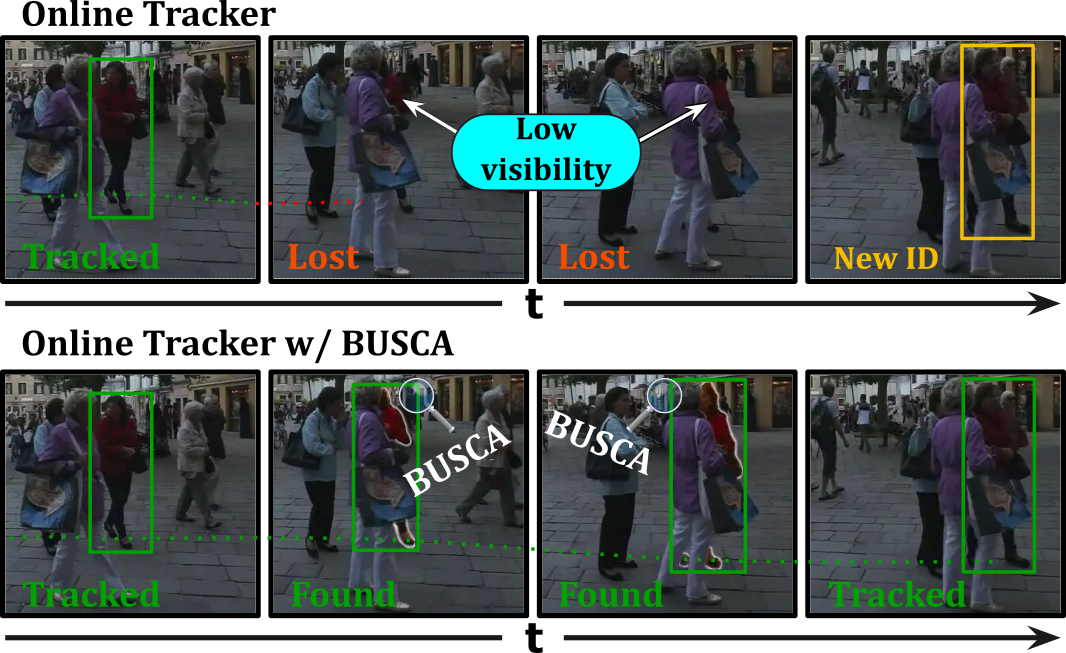 Online Tracker
Low
visibility
Tracked
Lost
Lost
New ID
t
Online Tracker w/ BUSCA
BUSCA
BUSCA
Tracked
Found
Found
Tracked
t